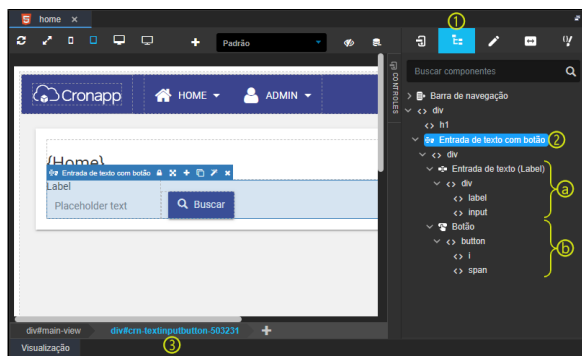 home ×
1
Padrão
CONTROLES
Buscar componentes
Cronapp
HOME
ADMIN
{Home}
Entrada de texto com botão
Label
Placeholder text
Buscar
Barra de navegação
<> div
<> h1
Entrada de texto com botão 2
<> div
Entrada de texto (Label)
<> div
<> label
<> input
a
Botão
<> button
<> i
<> span
b
div#main-view
div#crn-textinputbutton-503231
3
Visualização